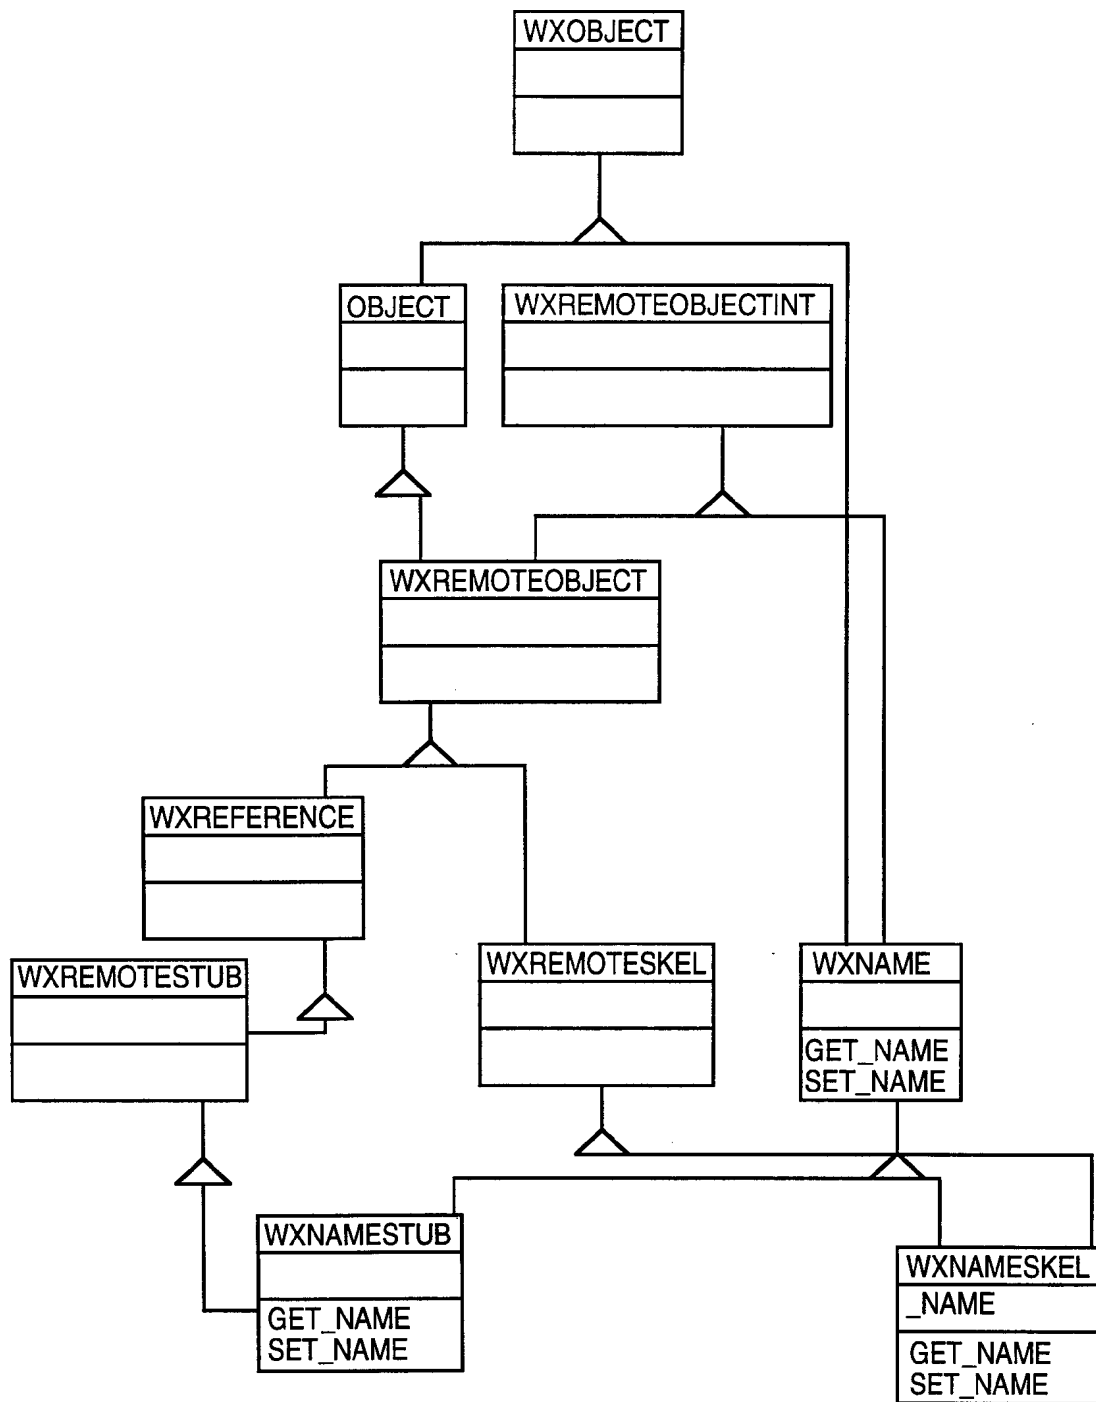 WXOBJECT
OBJECT
WXREMOTEOBJECTINT
WXREMOTEOBJECT
WXREFERENCE
WXREMOTESTUB
WXREMOTESKEL
WXNAME
GET_NAME
SET_NAME
WXNAMESTUB
GET_NAME
SET_NAME
WXNAMESKEL
_NAME
GET_NAME
SET_NAME